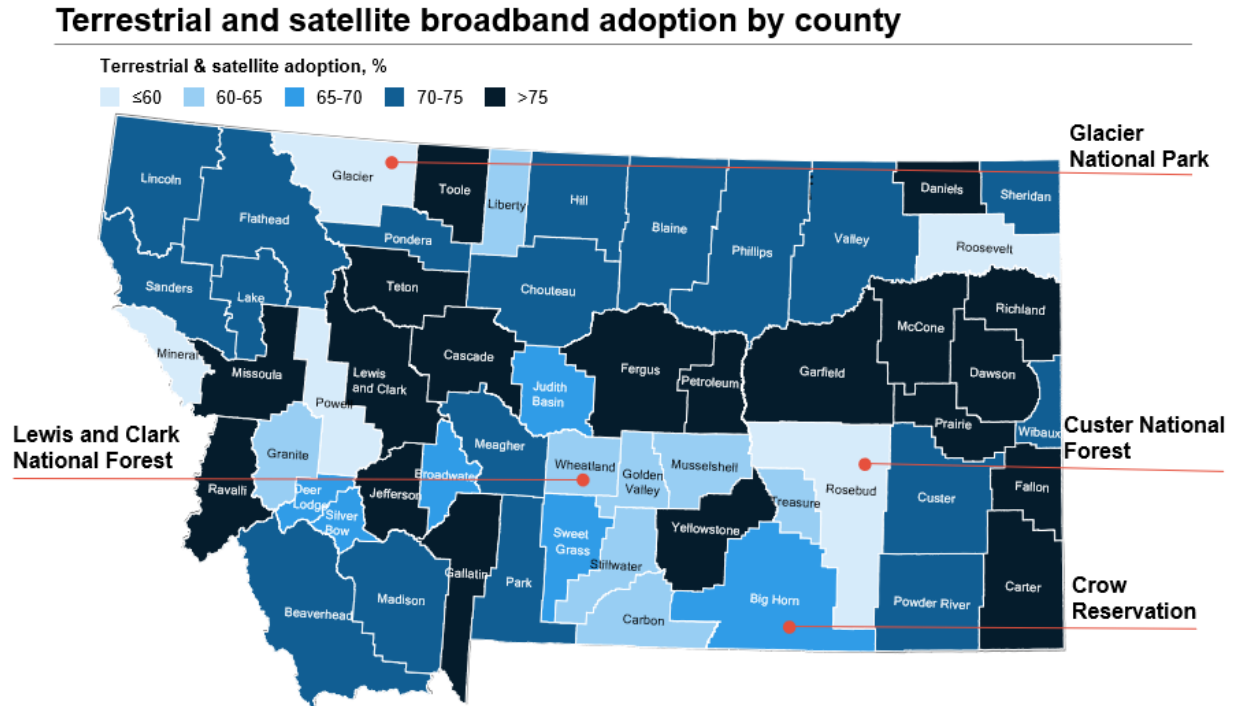 Terrestrial and satellite broadband adoption by county
Terrestrial & satellite adoption, %
≤60 60-65 65-70 70-75 >75
Glacier
National Park
Lincoln
Flathead
Glacier
Toole
Liberty
Hill
Blaine
Phillips
Valley
Daniels
Sheridan
Roosevelt
Pondera
Sanders
Lake
Teton
Chouteau
McCone
Richland
Mineral
Missoula
Powell
Lewis
and Clark
Cascade
Judith
Basin
Fergus
Petroleum
Garfield
Dawson
Prairie
Wibaux
Custer National
Forest
Lewis and Clark
National Forest
Granite
Meagher
Wheatland
Golden
Valley
Musselshell
Ravalli
Deer
Lodge
Silver
Bow
Jefferson
Broadwater
Treasure
Rosebud
Custer
Fallon
Sweet
Grass
Stillwater
Yellowstone
Beaverhead
Madison
Gallatin
Park
Carbon
Big Horn
Powder River
Carter
Crow
Reservation